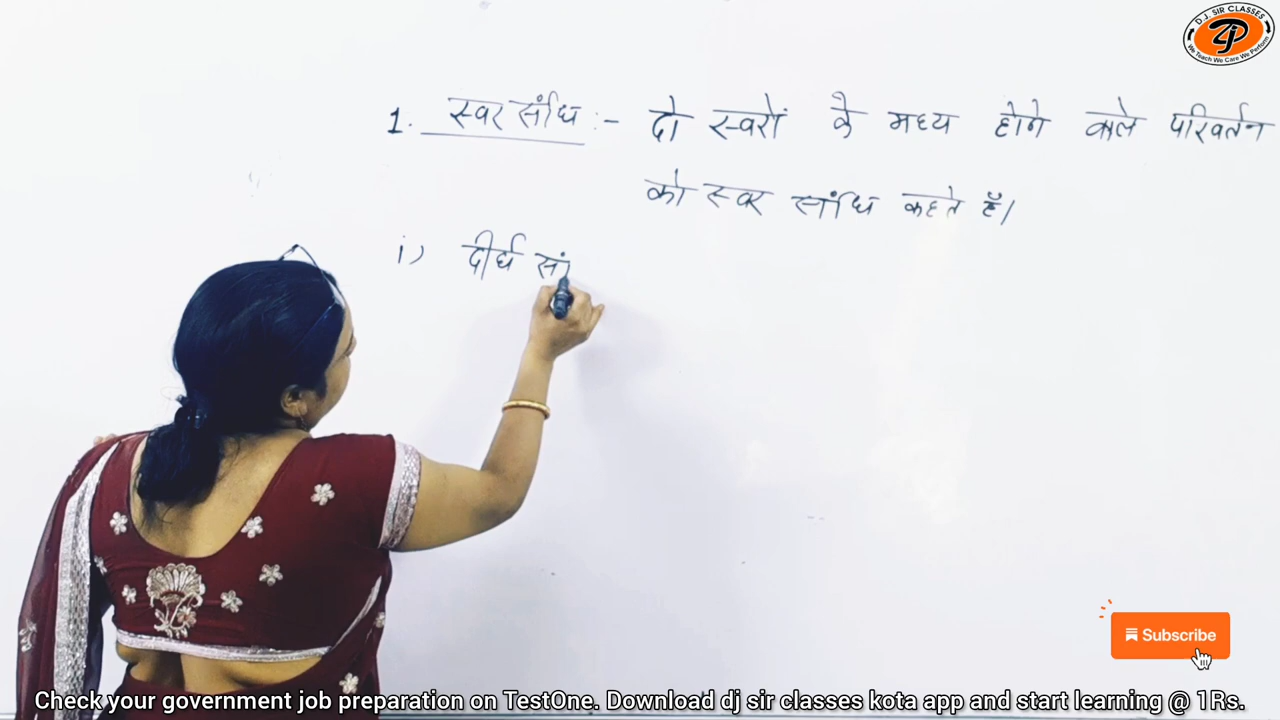 D.J. SIR CLASSES
We Teach We Care We Perform
1. स्वर संधि :- दो स्वरों के मध्य होने वाले परिवर्तन
को स्वर संधि कहते हैं।
i) दीर्घ सं
Subscribe
Check your government job preparation on TestOne. Download dj sir classes kota app and start learning @ 1Rs.